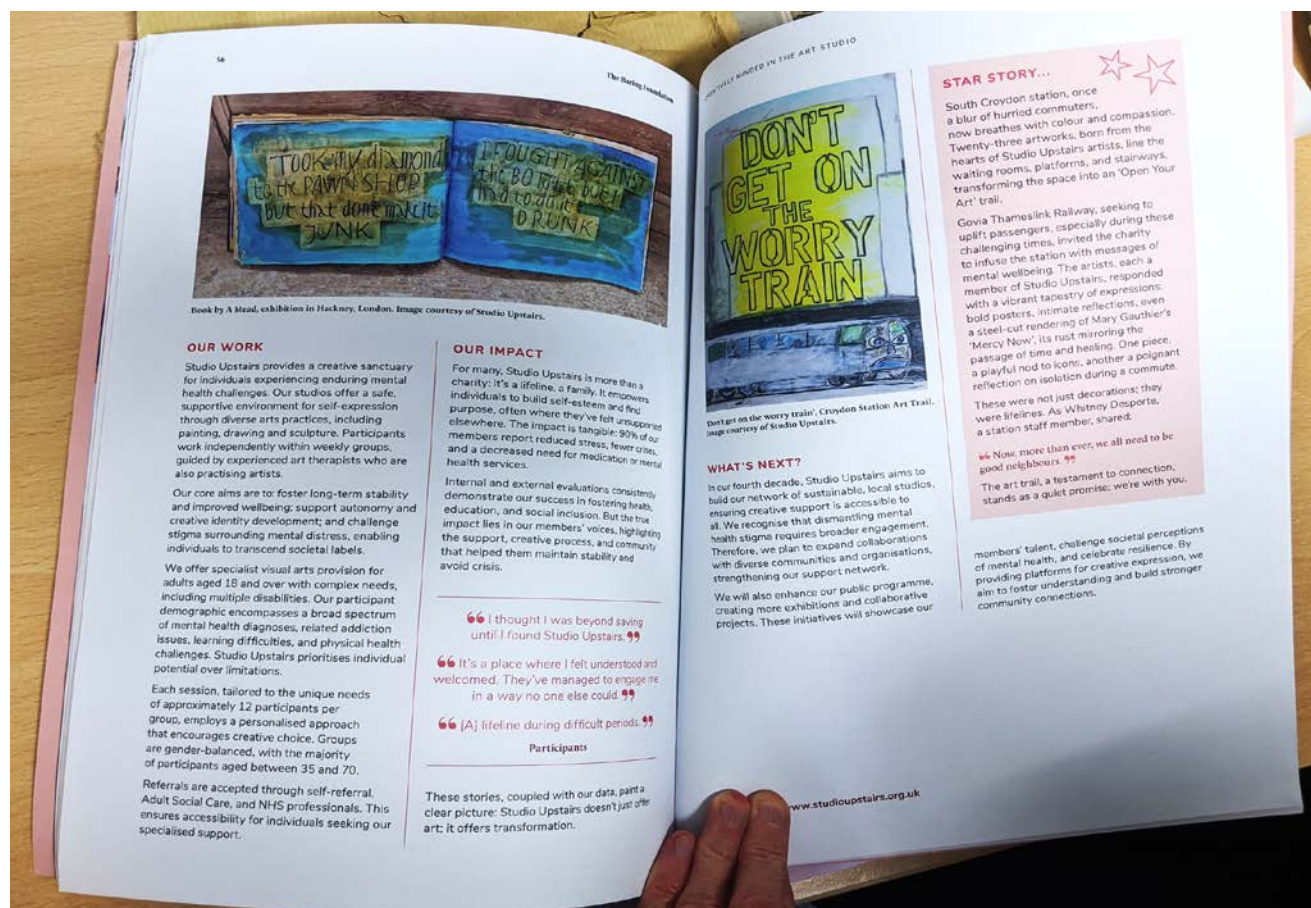 56
The Baring Foundation
TOOK my diamond
to the PAWN SHOP
but that dont make it
JUNK
I FOUGHT AGAINST
the BOTTLE but I
had to do it
DRUNK
Book by A Mead, exhibition in Hackney, London. Image courtesy of Studio Upstairs.
OUR WORK
Studio Upstairs provides a creative sanctuary
for individuals experiencing enduring mental
health challenges. Our studios offer a safe,
supportive environment for self-expression
through diverse arts practices, including
painting, drawing and sculpture. Participants
work independently within weekly groups,
guided by experienced art therapists who are
also practising artists.
Our core aims are to: foster long-term stability
and improved wellbeing; support autonomy and
creative identity development; and challenge
stigma surrounding mental distress, enabling
individuals to transcend societal labels.
We offer specialist visual arts provision for
adults aged 18 and over with complex needs,
including multiple disabilities. Our participant
demographic encompasses a broad spectrum
of mental health diagnoses, related addiction
issues, learning difficulties, and physical health
challenges. Studio Upstairs prioritises individual
potential over limitations.
Each session, tailored to the unique needs
of approximately 12 participants per
group, employs a personalised approach
that encourages creative choice. Groups
are gender-balanced, with the majority
of participants aged between 35 and 70.
Referrals are accepted through self-referral,
Adult Social Care, and NHS professionals. This
ensures accessibility for individuals seeking our
specialised support.
OUR IMPACT
For many, Studio Upstairs is more than a
charity: it's a lifeline, a family. It empowers
individuals to build self-esteem and find
purpose, often where they've felt unsupported
elsewhere. The impact is tangible: 90% of our
members report reduced stress, fewer crises,
and a decreased need for medication or mental
health services.
Internal and external evaluations consistently
demonstrate our success in fostering health,
education, and social inclusion. But the true
impact lies in our members' voices, highlighting
the support, creative process, and community
that helped them maintain stability and
avoid crisis.
❝ I thought I was beyond saving
until I found Studio Upstairs. ❞
❝ It's a place where I felt understood and
welcomed. They've managed to engage me
in a way no one else could. ❞
❝ [A] lifeline during difficult periods. ❞
Participants
These stories, coupled with our data, paint a
clear picture: Studio Upstairs doesn't just offer
art; it offers transformation.
MINDED IN THE ART STUDIO
DON'T
GET ON
THE
WORRY
TRAIN
'Don't get on the worry train', Croydon Station Art Trail.
Image courtesy of Studio Upstairs.
WHAT'S NEXT?
In our fourth decade, Studio Upstairs aims to
build our network of sustainable, local studios,
ensuring creative support is accessible to
all. We recognise that dismantling mental
health stigma requires broader engagement.
Therefore, we plan to expand collaborations
with diverse communities and organisations,
strengthening our support network.
We will also enhance our public programme,
creating more exhibitions and collaborative
projects. These initiatives will showcase our
STAR STORY...
South Croydon station, once
a blur of hurried commuters,
now breathes with colour and compassion.
Twenty-three artworks, born from the
hearts of Studio Upstairs artists, line the
waiting rooms, platforms, and stairways,
transforming the space into an 'Open Your
Art' trail.
Govia Thameslink Railway, seeking to
uplift passengers, especially during these
challenging times, invited the charity
to infuse the station with messages of
mental wellbeing. The artists, each a
member of Studio Upstairs, responded
with a vibrant tapestry of expressions:
bold posters, intimate reflections, even
a steel-cut rendering of Mary Gauthier's
'Mercy Now', its rust mirroring the
passage of time and healing. One piece,
a playful nod to icons, another a poignant
reflection on isolation during a commute.
These were not just decorations; they
were lifelines. As Whitney Desporte,
a station staff member, shared:
❝ Now, more than ever, we all need to be
good neighbours. ❞
The art trail, a testament to connection,
stands as a quiet promise: we're with you.
members' talent, challenge societal perceptions
of mental health, and celebrate resilience. By
providing platforms for creative expression, we
aim to foster understanding and build stronger
community connections.
www.studioupstairs.org.uk